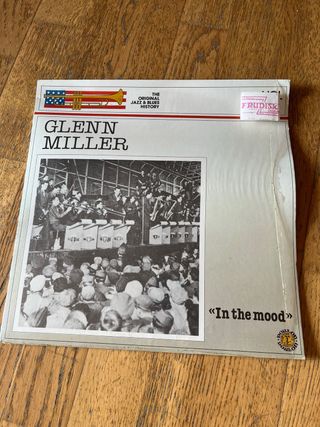 THE
ORIGINAL
JAZZ & BLUES
HISTORY
FRUDISK
GLENN
MILLER
«In the mood»